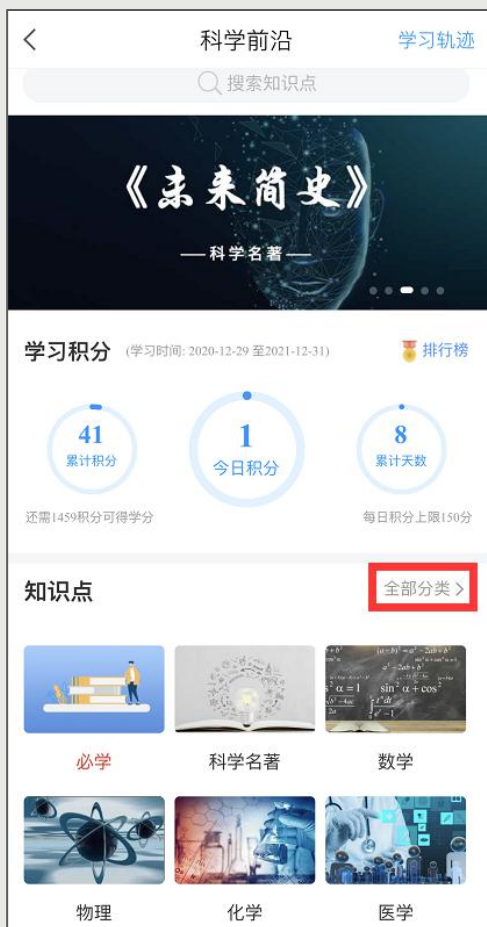 科学前沿 学习轨迹
搜索知识点
《未来简史》
——科学名著——
学习积分 (学习时间: 2020-12-29 至2021-12-31) 排行榜
41 1 8
累计积分 今日积分 累计天数
还需1459积分可得学分 每日积分上限150分
知识点 全部分类 >
必学 科学名著 数学
物理 化学 医学